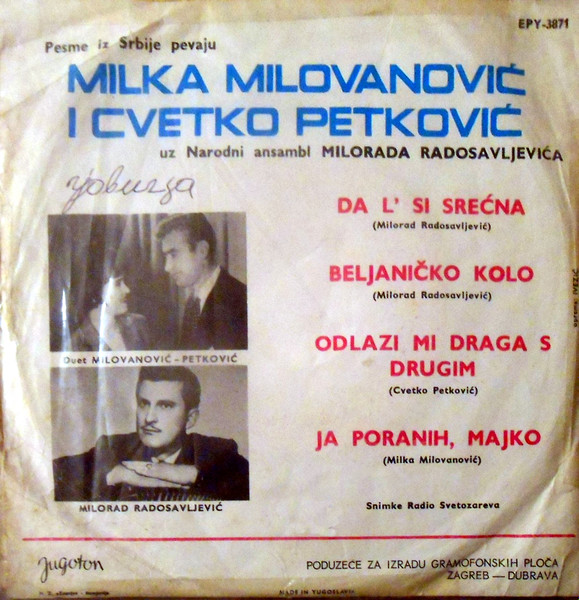 EPY-3871
Pesme iz Srbije pevaju
MILKA MILOVANOVIĆ
I CVETKO PETKOVIĆ
uz Narodni ansambl MILORADA RADOSAVLJEVIĆA
DA L' SI SREĆNA
(Milorad Radosavljević)
BELJANIČKO KOLO
(Milorad Radosavljević)
ODLAZI MI DRAGA S
DRUGIM
(Cvetko Petković)
JA PORANIH, MAJKO
(Milka Milovanović)
Duet MILOVANOVIĆ - PETKOVIĆ
MILORAD RADOSAVLJEVIĆ
Snimke Radio Svetozareva
Jugoton
PODUZEĆE ZA IZRADU GRAMOFONSKIH PLOČA
ZAGREB — DUBRAVA
MADE IN YUGOSLAVIA